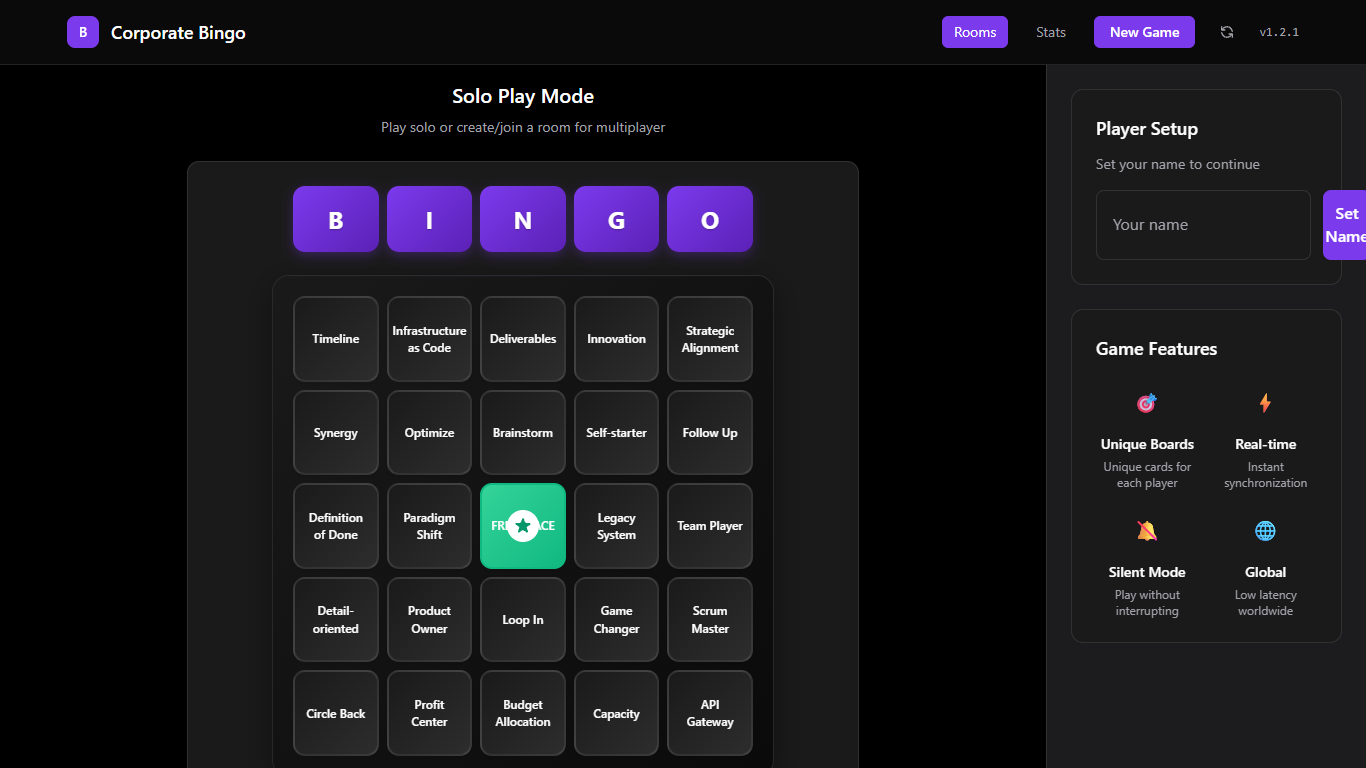 B
Corporate Bingo
Rooms
Stats
New Game
v1.2.1
Solo Play Mode
Play solo or create/join a room for multiplayer
B I N G O
Timeline
Infrastructure
as Code
Deliverables
Innovation
Strategic
Alignment
Synergy
Optimize
Brainstorm
Self-starter
Follow Up
Definition
of Done
Paradigm
Shift
Legacy
System
Team Player
Detail-
oriented
Product
Owner
Loop In
Game
Changer
Scrum
Master
Circle Back
Profit
Center
Budget
Allocation
Capacity
API
Gateway
Player Setup
Set your name to continue
Your name
Set
Name
Game Features
Unique Boards
Unique cards for
each player
Real-time
Instant
synchronization
Silent Mode
Play without
interrupting
Global
Low latency
worldwide